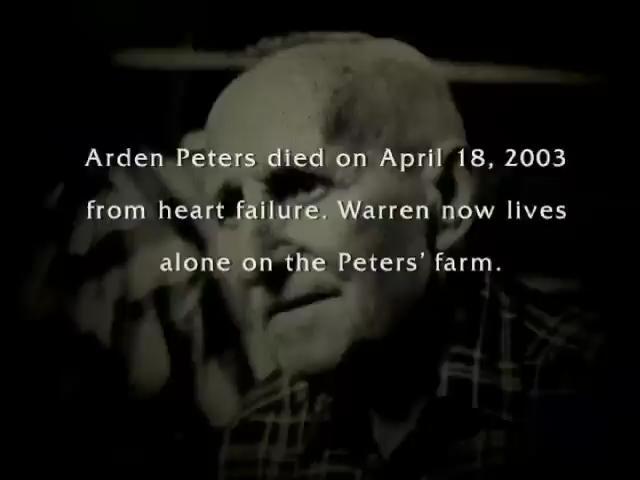 Arden Peters died on April 18, 2003
from heart failure. Warren now lives
alone on the Peters’ farm.